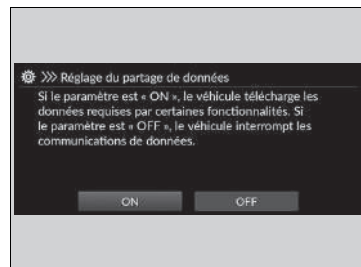 >>> Réglage du partage de données
Si le paramètre est « ON », le véhicule télécharge les
données requises par certaines fonctionnalités. Si
le paramètre est « OFF », le véhicule interrompt les
communications de données.
ON
OFF